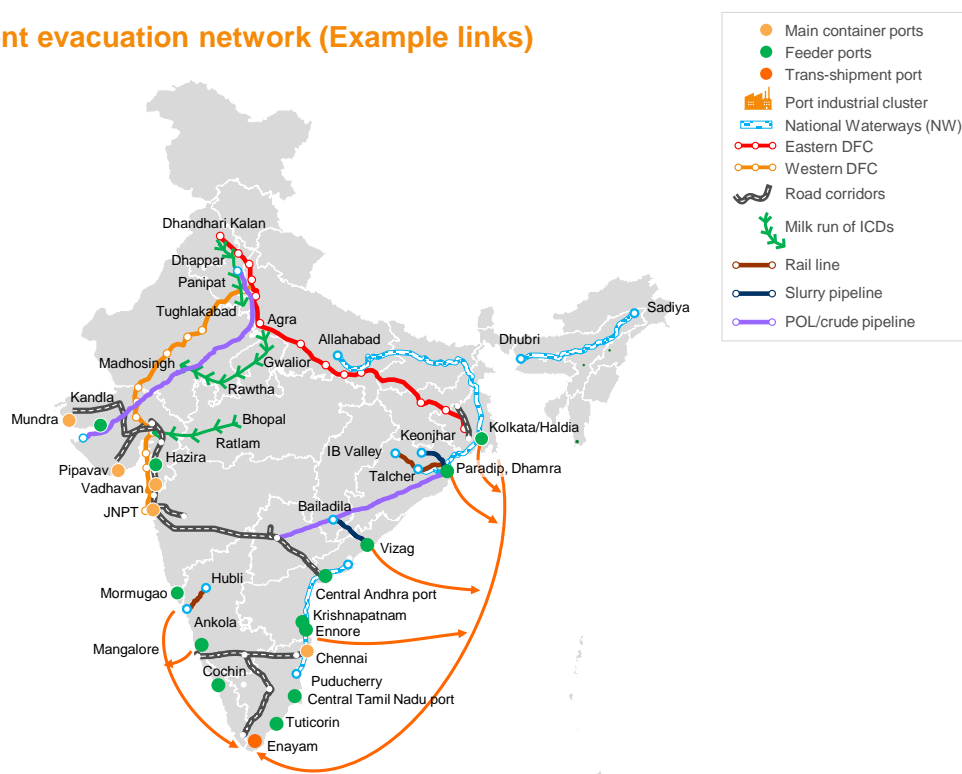 nt evacuation network (Example links)
Main container ports
Feeder ports
Trans-shipment port
Port industrial cluster
National Waterways (NW)
Eastern DFC
Western DFC
Road corridors
Milk run of ICDs
Rail line
Slurry pipeline
POL/crude pipeline
Dhandhari Kalan
Dhappar
Panipat
Tughlakabad
Agra
Allahabad
Dhubri
Sadiya
Madhosingh
Gwalior
Rawtha
Kandla
Mundra
Bhopal
Ratlam
Kolkata/Haldia
Keonjhar
IB Valley
Hazira
Pipavav
Talcher
Paradip, Dhamra
Vadhavan
JNPT
Bailadila
Vizag
Hubli
Mormugao
Central Andhra port
Ankola
Krishnapatnam
Ennore
Mangalore
Chennai
Cochin
Puducherry
Central Tamil Nadu port
Tuticorin
Enayam